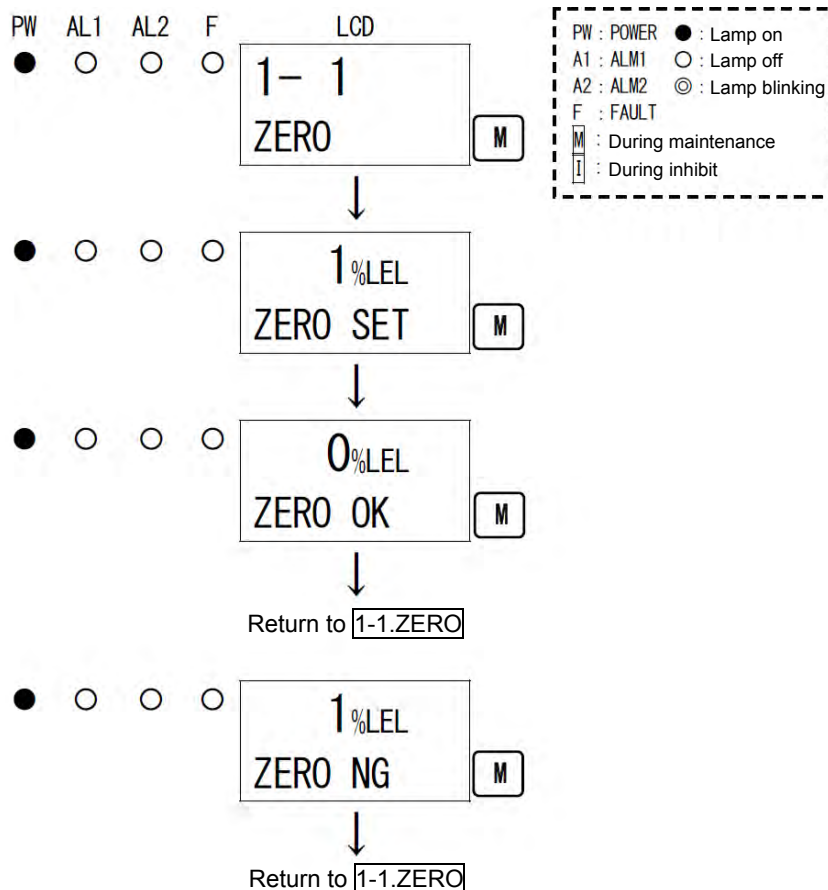 PW AL1 AL2 F LCD
1- 1
ZERO M
1%LEL
ZERO SET M
0%LEL
ZERO OK M
Return to 1-1.ZERO
1%LEL
ZERO NG M
Return to 1-1.ZERO
PW : POWER ● : Lamp on
A1 : ALM1 ○ : Lamp off
A2 : ALM2 ◎ : Lamp blinking
F : FAULT
M : During maintenance
I : During inhibit